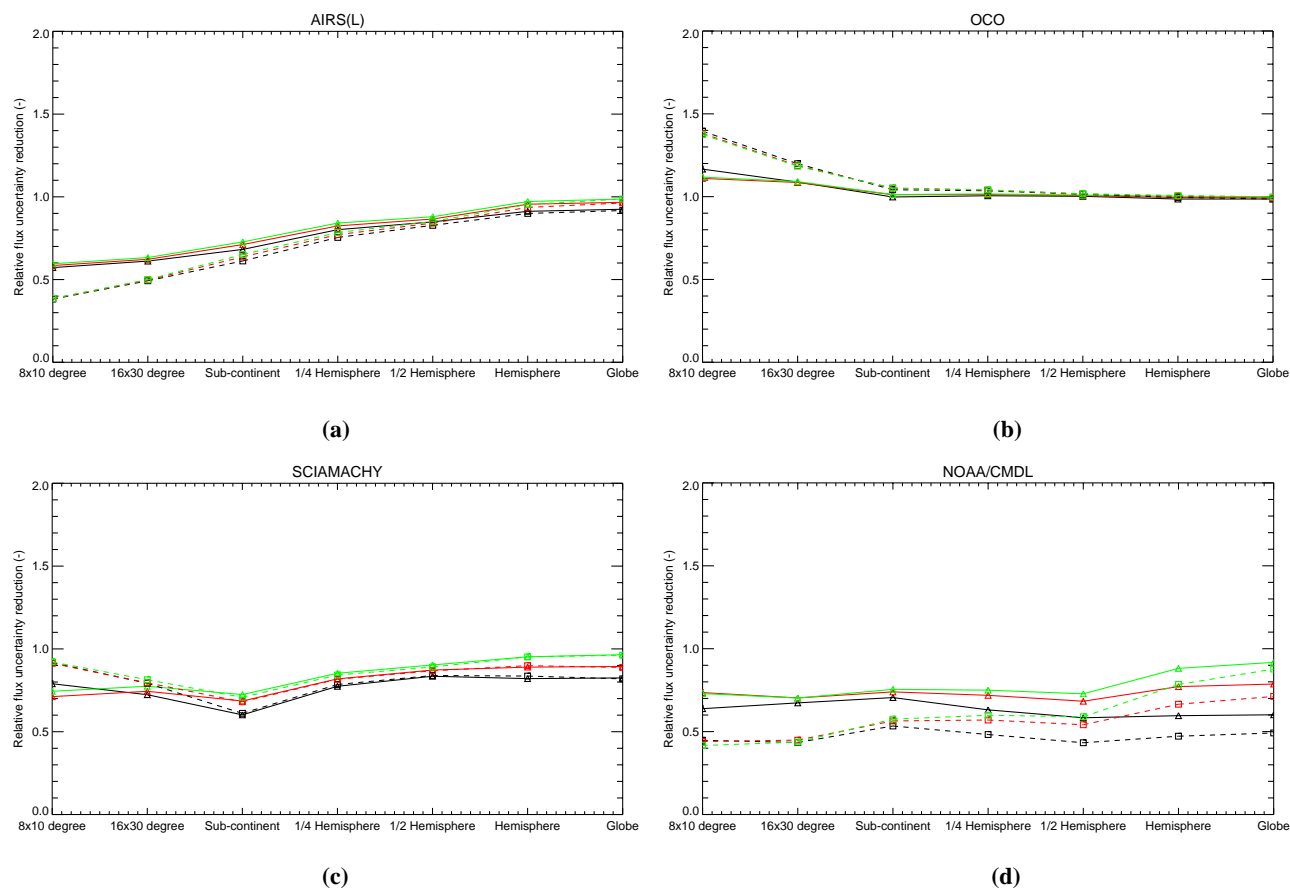 AIRS(L)
Relative flux uncertainty reduction (-)
2.0
1.5
1.0
0.5
0.0
8x10 degree 16x30 degree Sub-continent 1/4 Hemisphere 1/2 Hemisphere Hemisphere Globe
(a)
OCO
Relative flux uncertainty reduction (-)
2.0
1.5
1.0
0.5
0.0
8x10 degree 16x30 degree Sub-continent 1/4 Hemisphere 1/2 Hemisphere Hemisphere Globe
(b)
SCIAMACHY
Relative flux uncertainty reduction (-)
2.0
1.5
1.0
0.5
0.0
8x10 degree 16x30 degree Sub-continent 1/4 Hemisphere 1/2 Hemisphere Hemisphere Globe
(c)
NOAA/CMDL
Relative flux uncertainty reduction (-)
2.0
1.5
1.0
0.5
0.0
8x10 degree 16x30 degree Sub-continent 1/4 Hemisphere 1/2 Hemisphere Hemisphere Globe
(d)